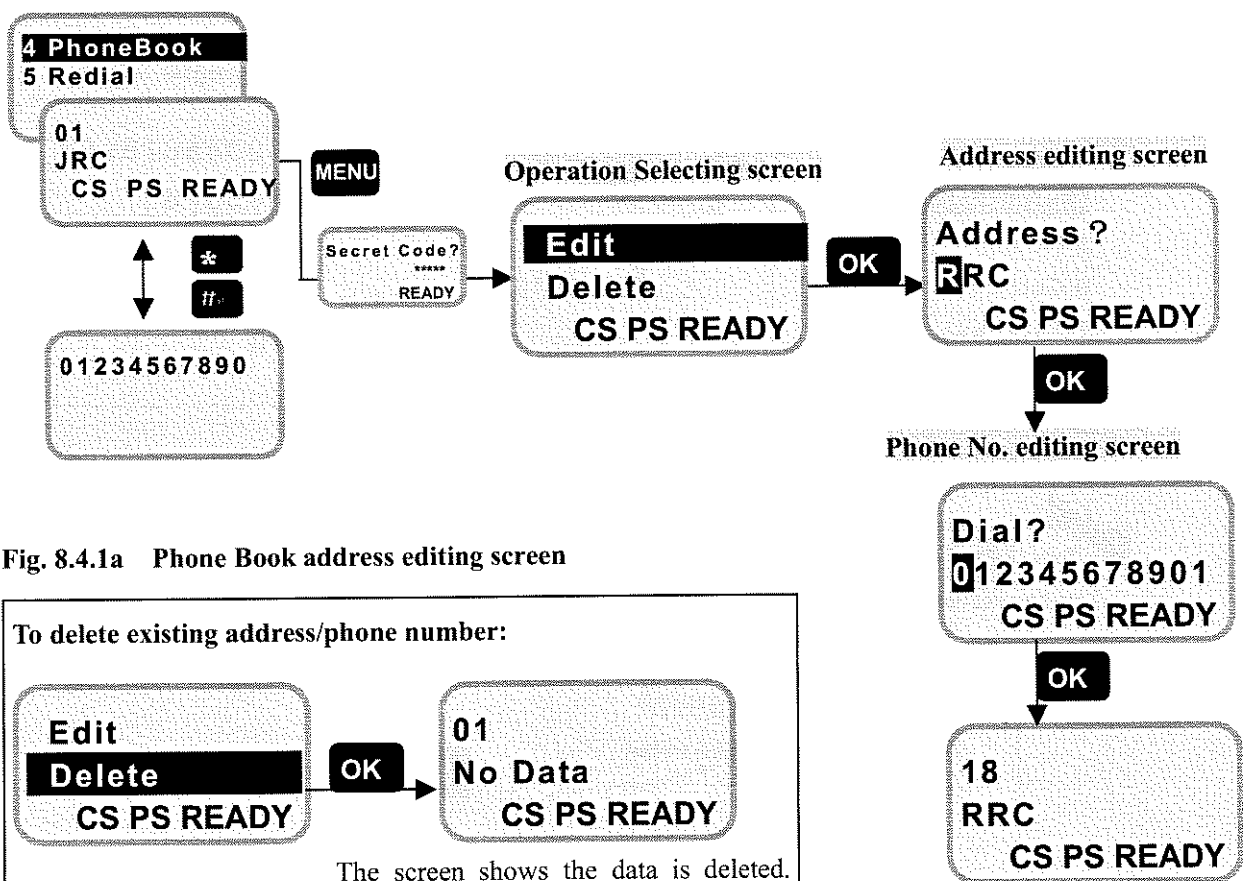 4 PhoneBook
5 Redial
01
JRC
CS PS READY
MENU
*
#
01234567890
Secret Code?
*****
READY
Operation Selecting screen
Edit
Delete
CS PS READY
OK
Address editing screen
Address?
RRC
CS PS READY
OK
Phone No. editing screen
Dial?
012345678901
CS PS READY
OK
18
RRC
CS PS READY
Fig. 8.4.1a Phone Book address editing screen
To delete existing address/phone number:
Edit
Delete
CS PS READY
OK
01
No Data
CS PS READY
The screen shows the data is deleted.